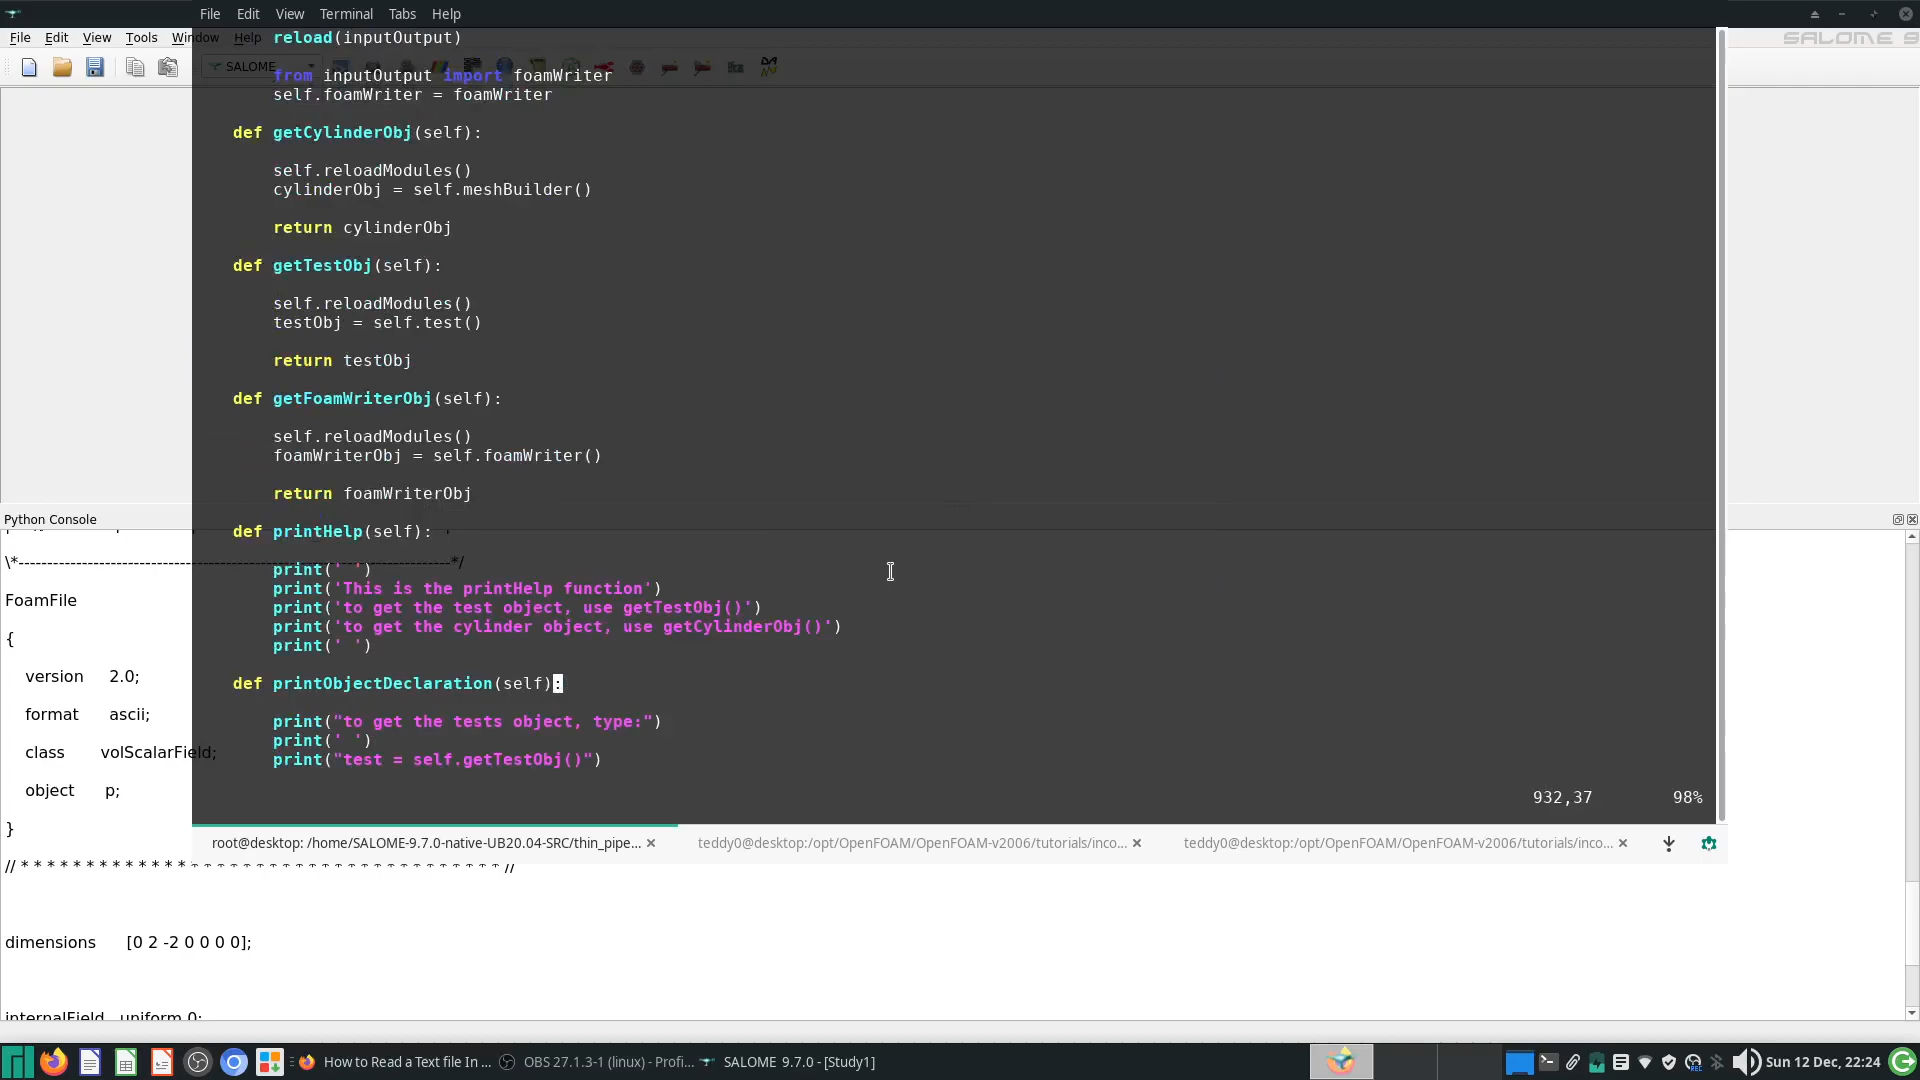 File Edit View Terminal Tabs Help
File Edit View Tools Window Help
SALOME 9
SALOME
reload(inputOutput)
from inputOutput import foamWriter
self.foamWriter = foamWriter
def getCylinderObj(self):
self.reloadModules()
cylinderObj = self.meshBuilder()
return cylinderObj
def getTestObj(self):
self.reloadModules()
testObj = self.test()
return testObj
def getFoamWriterObj(self):
self.reloadModules()
foamWriterObj = self.foamWriter()
return foamWriterObj
def printHelp(self):
print(' ')
print('This is the printHelp function')
print('to get the test object, use getTestObj()')
print('to get the cylinder object, use getCylinderObj()')
print(' ')
def printObjectDeclaration(self):
print("to get the tests object, type:")
print(' ')
print("test = self.getTestObj()")
932,37 98%
root@desktop: /home/SALOME-9.7.0-native-UB20.04-SRC/thin_pipe... teddy0@desktop:/opt/OpenFOAM/OpenFOAM-v2006/tutorials/inco... teddy0@desktop:/opt/OpenFOAM/OpenFOAM-v2006/tutorials/inco...
Python Console
\*---------------------------------------------------------------------------*/
FoamFile
{
version 2.0;
format ascii;
class volScalarField;
object p;
}
// * * * * * * * * * * * * * * * * * * * * * * * * * * * * * * * * * * * * * //
dimensions [0 2 -2 0 0 0 0];
internalField uniform 0;
How to Read a Text file In ... OBS 27.1.3-1 (linux) - Profi... SALOME 9.7.0 - [Study1] Sun 12 Dec, 22:24